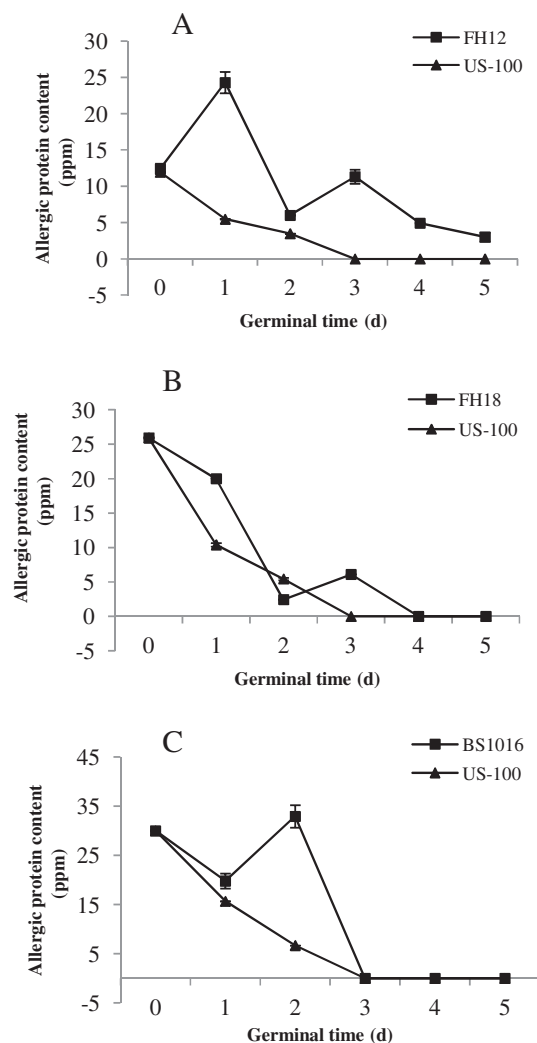 A
FH12
US-100
Allergic protein content
(ppm)
30
25
20
15
10
5
0
-5
0 1 2 3 4 5
Germinal time (d)
B
FH18
US-100
Allergic protein content
(ppm)
30
25
20
15
10
5
0
-5
0 1 2 3 4 5
Germinal time (d)
C
BS1016
US-100
Allergic protein content
(ppm)
45
35
25
15
5
-5
0 1 2 3 4 5
Germinal time (d)